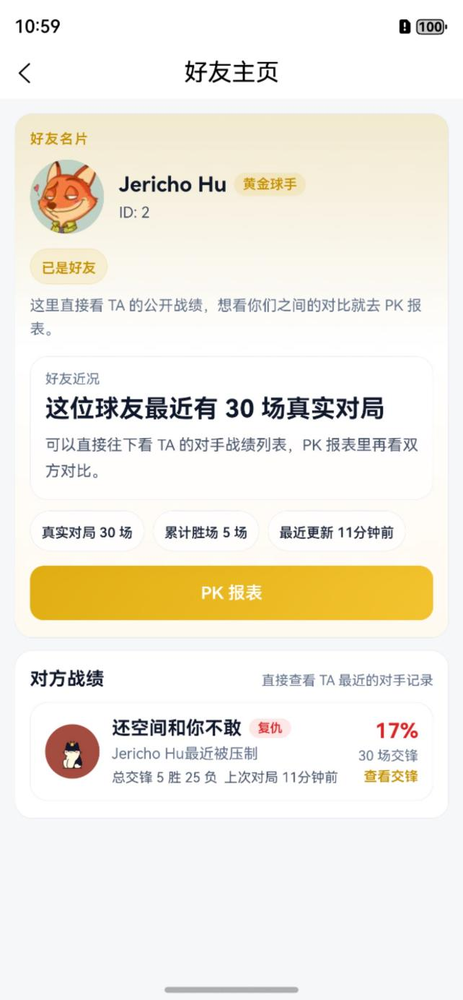 10:59
100
好友主页
好友名片
Jericho Hu 黄金球手
ID: 2
已是好友
这里直接看 TA 的公开战绩，想看你们之间的对比就去 PK 报
表。
好友近况
这位球友最近有 30 场真实对局
可以直接往下看 TA 的对手战绩列表，PK 报表里再看双
方对比。
真实对局 30 场 累计胜场 5 场 最近更新 11分钟前
PK 报表
对方战绩 直接查看 TA 最近的对手记录
还空间和你不敢 复仇 17%
Jericho Hu最近被压制 30 场交锋
总交锋 5 胜 25 负 上次对局 11分钟前 查看交锋